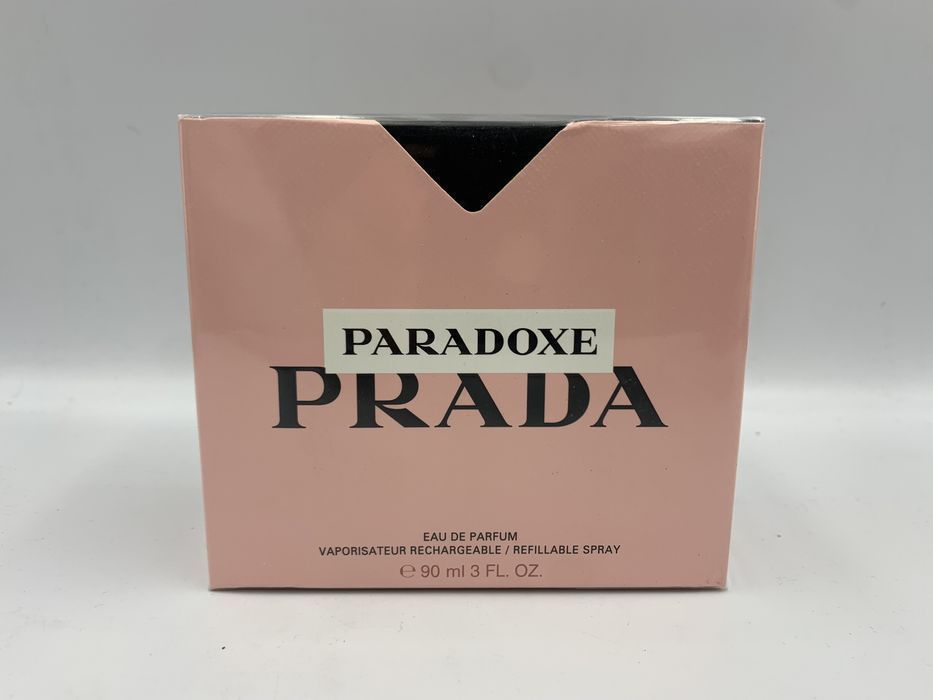 PARADOXE
PRADA
EAU DE PARFUM
VAPORISATEUR RECHARGEABLE / REFILLABLE SPRAY
℮ 90 ml 3 FL. OZ.